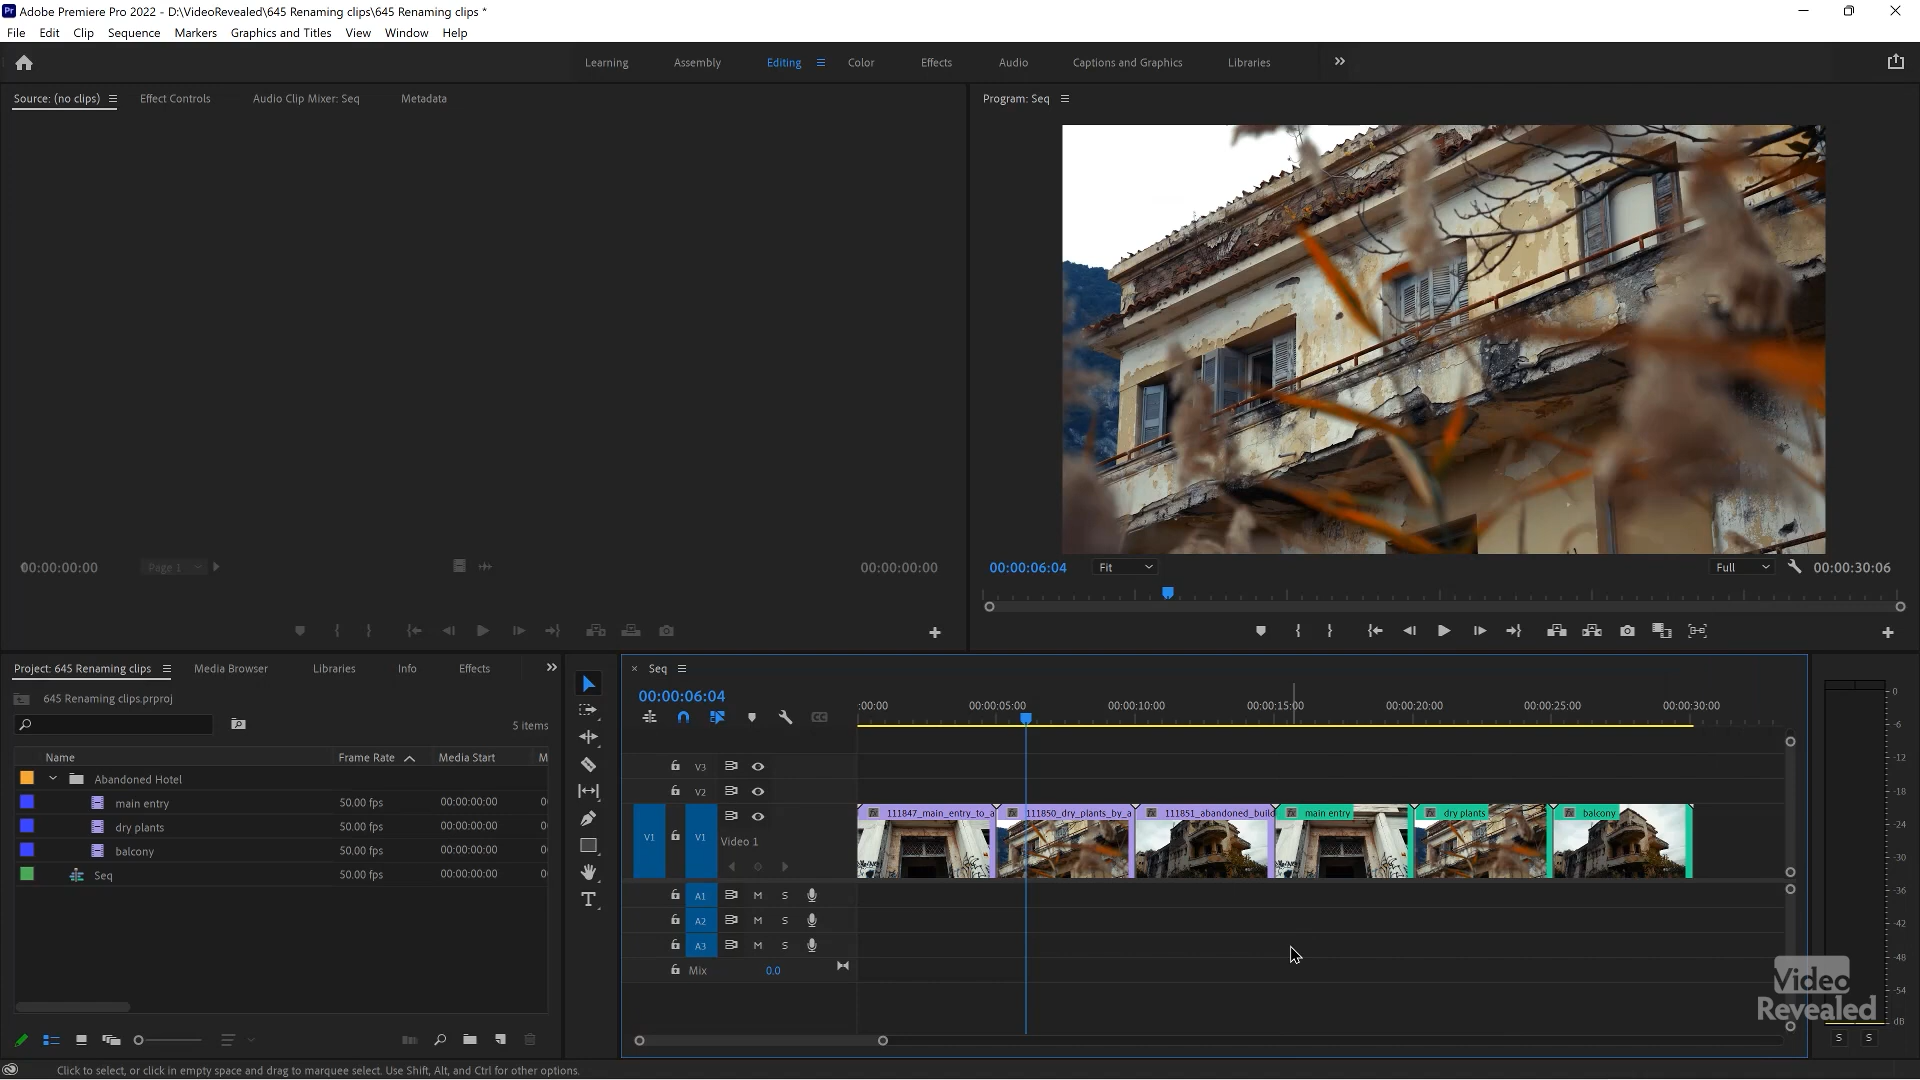 Adobe Premiere Pro 2022 - D:\VideoRevealed\645 Renaming clips\645 Renaming clips *
File Edit Clip Sequence Markers Graphics and Titles View Window Help
Learning Assembly Editing Color Effects Audio Captions and Graphics Libraries
Source: (no clips) Effect Controls Audio Clip Mixer: Seq Metadata
Program: Seq
00:00:00:00 Page 1 00:00:00:00
00:00:06:04 Fit Full 00:00:30:06
Project: 645 Renaming clips Media Browser Libraries Info Effects
645 Renaming clips.prproj
5 items
Name Frame Rate Media Start M
Abandoned Hotel
main entry 50.00 fps 00:00:00:00 0
dry plants 50.00 fps 00:00:00:00 0
balcony 50.00 fps 00:00:00:00 0
Seq 50.00 fps 00:00:00:00 0
Seq
00:00:06:04
:00:00 00:00:05:00 00:00:10:00 00:00:15:00 00:00:20:00 00:00:25:00 00:00:30:00
CC
V3
V2
V1 V1 Video 1
111847_main_entry_to_a 111850_dry_plants_by_a 111851_abandoned_build main entry dry plants balcony
A1 M S
A2 M S
A3 M S
Mix 0.0
0
-6
-12
-18
-24
-30
-36
-42
-48
-54
dB
S S
Video
Revealed
Click to select, or click in empty space and drag to marquee select. Use Shift, Alt, and Ctrl for other options.